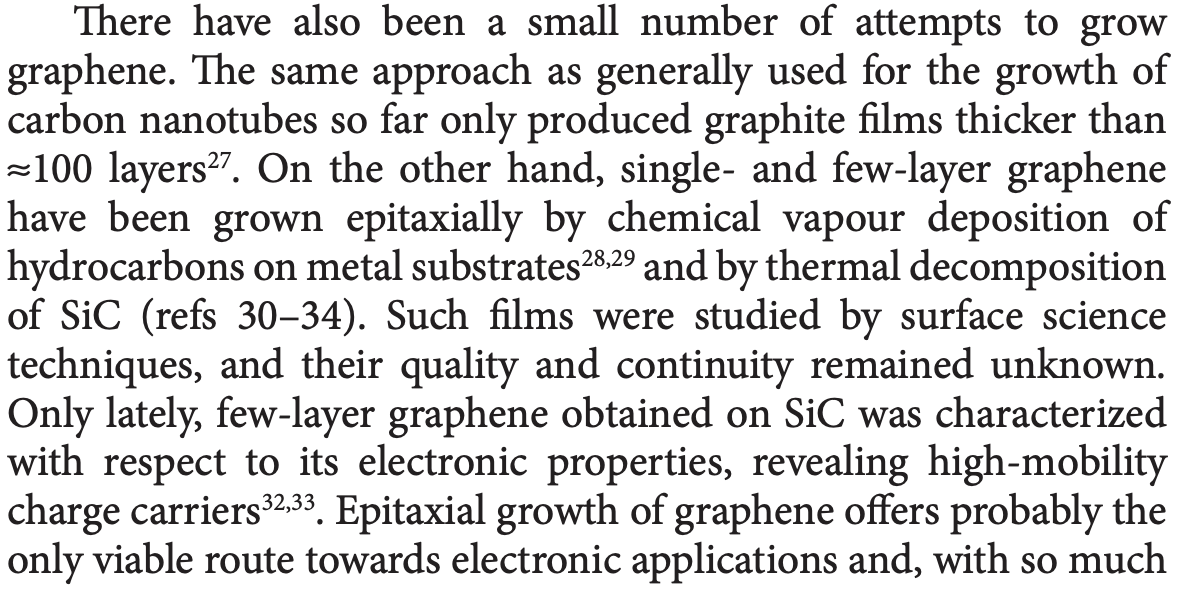 There have also been a small number of attempts to grow
graphene. The same approach as generally used for the growth of
carbon nanotubes so far only produced graphite films thicker than
≈100 layers²⁷. On the other hand, single- and few-layer graphene
have been grown epitaxially by chemical vapour deposition of
hydrocarbons on metal substrates²⁸,²⁹ and by thermal decomposition
of SiC (refs 30–34). Such films were studied by surface science
techniques, and their quality and continuity remained unknown.
Only lately, few-layer graphene obtained on SiC was characterized
with respect to its electronic properties, revealing high-mobility
charge carriers³²,³³. Epitaxial growth of graphene offers probably the
only viable route towards electronic applications and, with so much